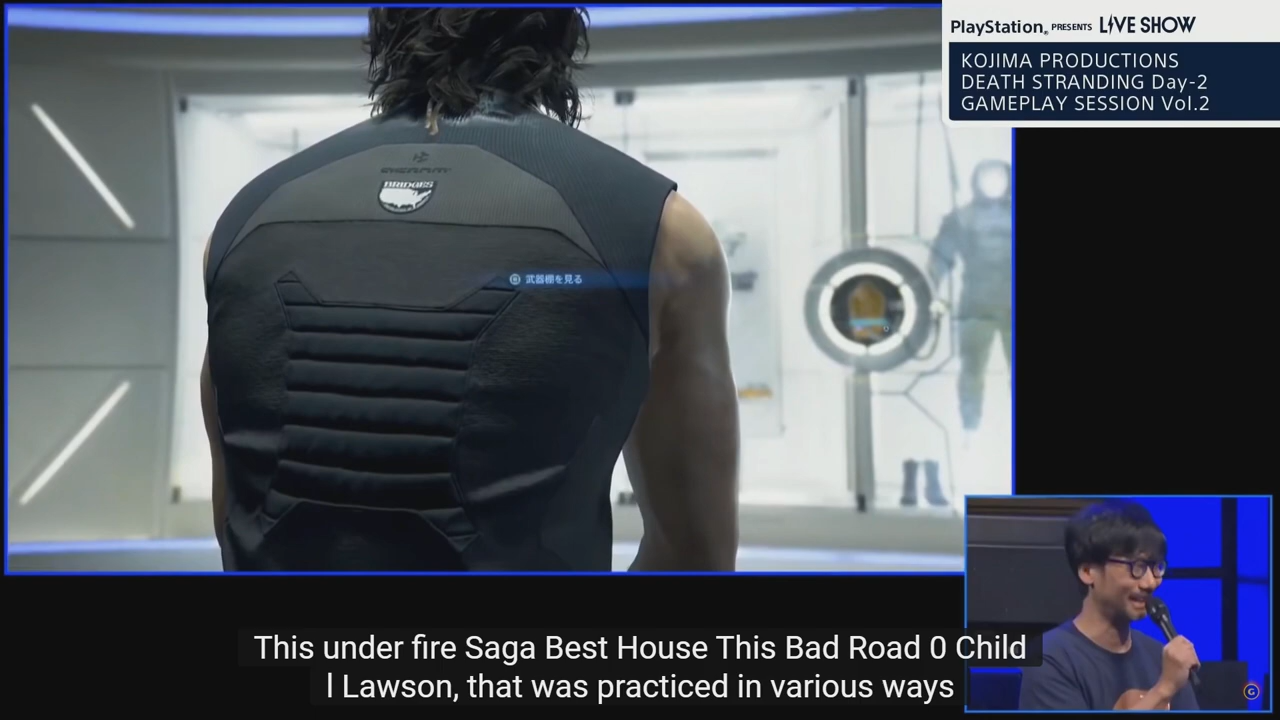 PlayStation® PRESENTS LIVE SHOW
KOJIMA PRODUCTIONS
DEATH STRANDING Day-2
GAMEPLAY SESSION Vol.2
BRIDGES
武器棚を見る
This under fire Saga Best House This Bad Road 0 Child
l Lawson, that was practiced in various ways
G